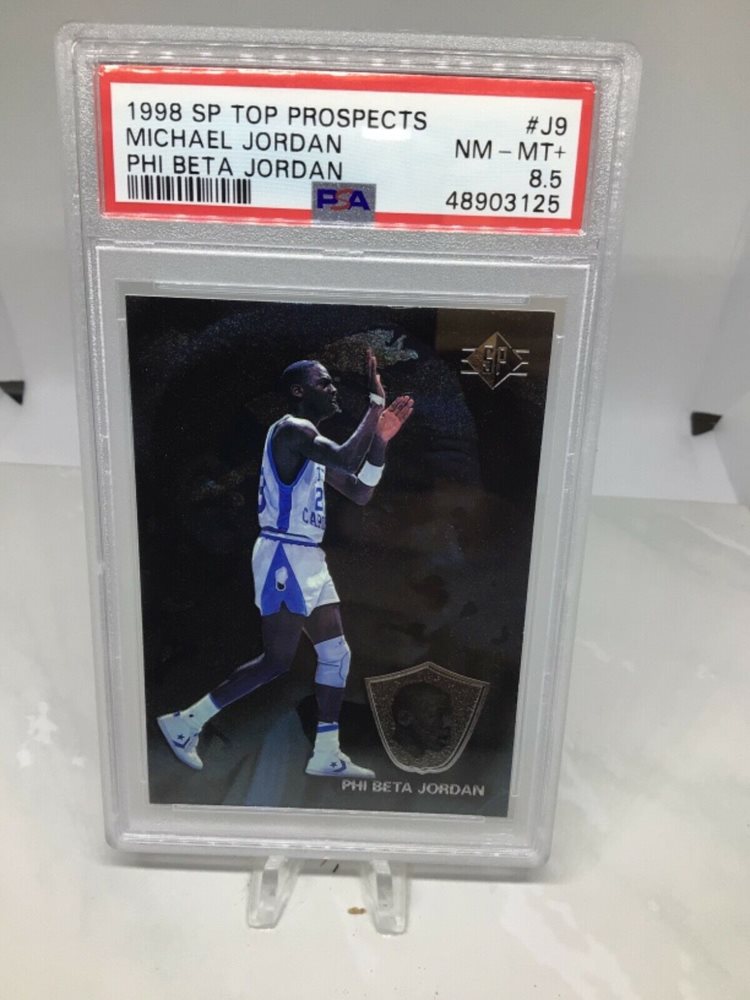 1998 SP TOP PROSPECTS #J9
MICHAEL JORDAN NM - MT+
PHI BETA JORDAN 8.5
PSA 48903125
SP
PHI BETA JORDAN